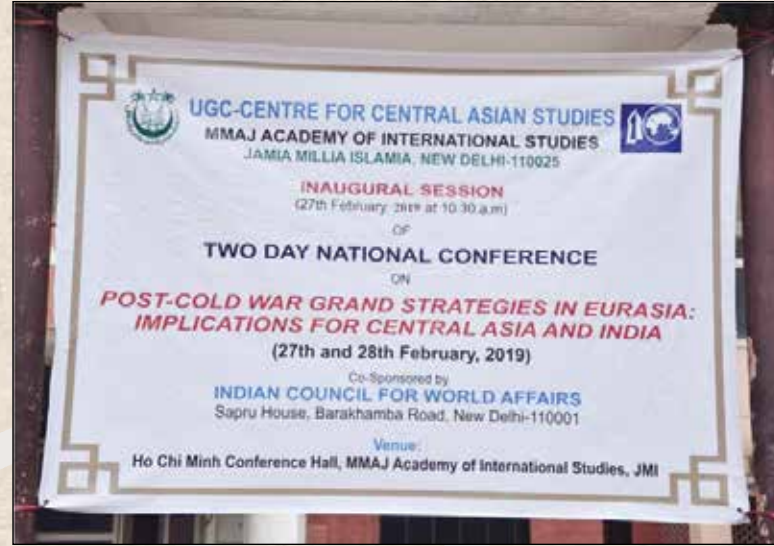 UGC-CENTRE FOR CENTRAL ASIAN STUDIES
MMAJ ACADEMY OF INTERNATIONAL STUDIES
JAMIA MILLIA ISLAMIA, NEW DELHI-110025
INAUGURAL SESSION
(27th February, 2019 at 10.30 a.m)
OF
TWO DAY NATIONAL CONFERENCE
ON
POST-COLD WAR GRAND STRATEGIES IN EURASIA:
IMPLICATIONS FOR CENTRAL ASIA AND INDIA
(27th and 28th February, 2019)
Co-Sponsored by
INDIAN COUNCIL FOR WORLD AFFAIRS
Sapru House, Barakhamba Road, New Delhi-110001
Venue:
Ho Chi Minh Conference Hall, MMAJ Academy of International Studies, JMI